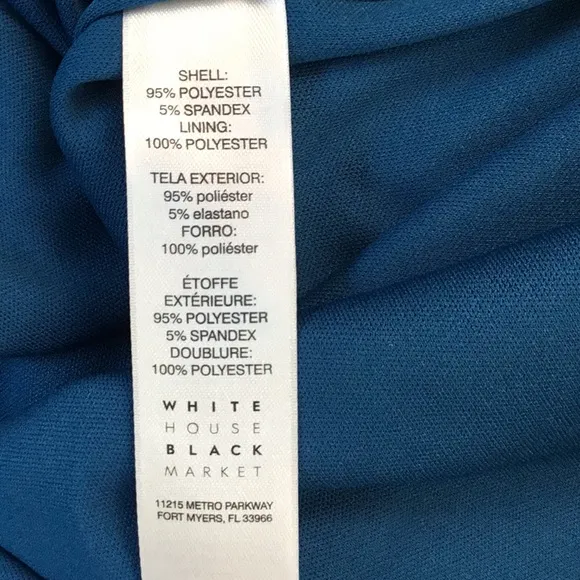 SHELL:
95% POLYESTER
5% SPANDEX
LINING:
100% POLYESTER
TELA EXTERIOR:
95% poliéster
5% elastano
FORRO:
100% poliéster
ÉTOFFE
EXTÉRIEURE:
95% POLYESTER
5% SPANDEX
DOUBLURE:
100% POLYESTER
WHITE
HOUSE
BLACK
MARKET
11215 METRO PARKWAY
FORT MYERS, FL 33966